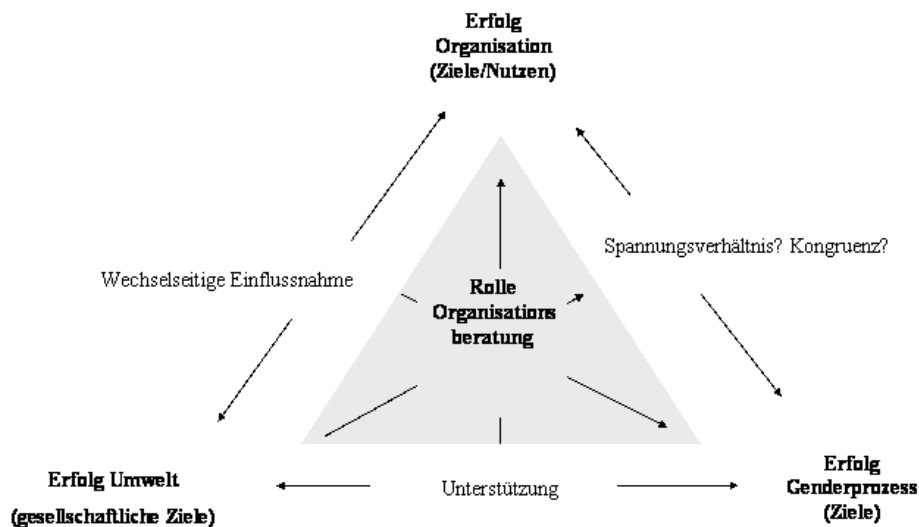 Erfolg
Organisation
(Ziele/Nutzen)
Spannungsverhältnis? Kongruenz?
Wechselseitige Einflussnahme
Rolle
Organisations
beratung
Erfolg Umwelt
(gesellschaftliche Ziele)
Unterstützung
Erfolg
Genderprozess
(Ziele)